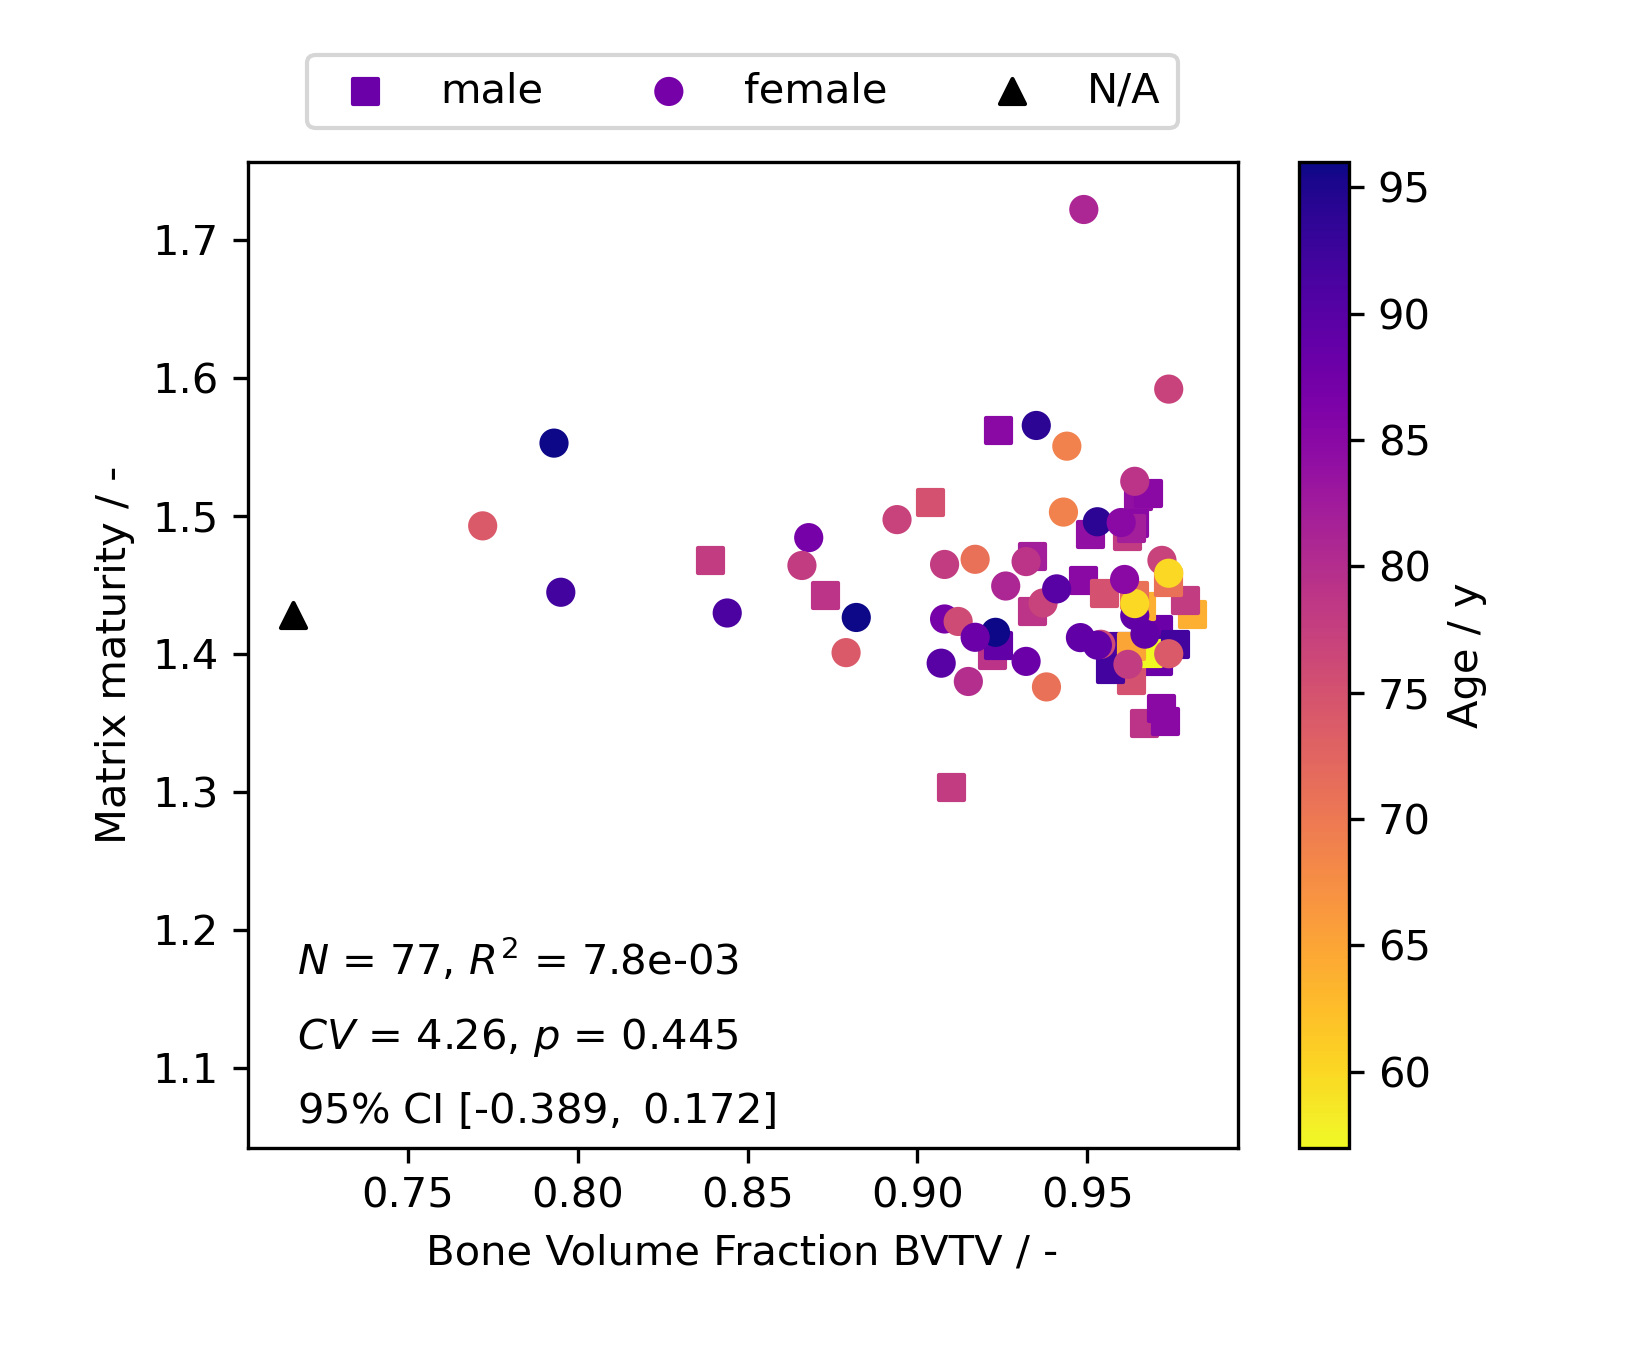 male female N/A
1.7
1.6
1.5
1.4
1.3
1.2
1.1
Matrix maturity / -
N = 77, R² = 7.8e-03
CV = 4.26, p = 0.445
95% CI [-0.389, 0.172]
0.75 0.80 0.85 0.90 0.95
Bone Volume Fraction BVTV / -
95
90
85
80
75
70
65
60
Age / y